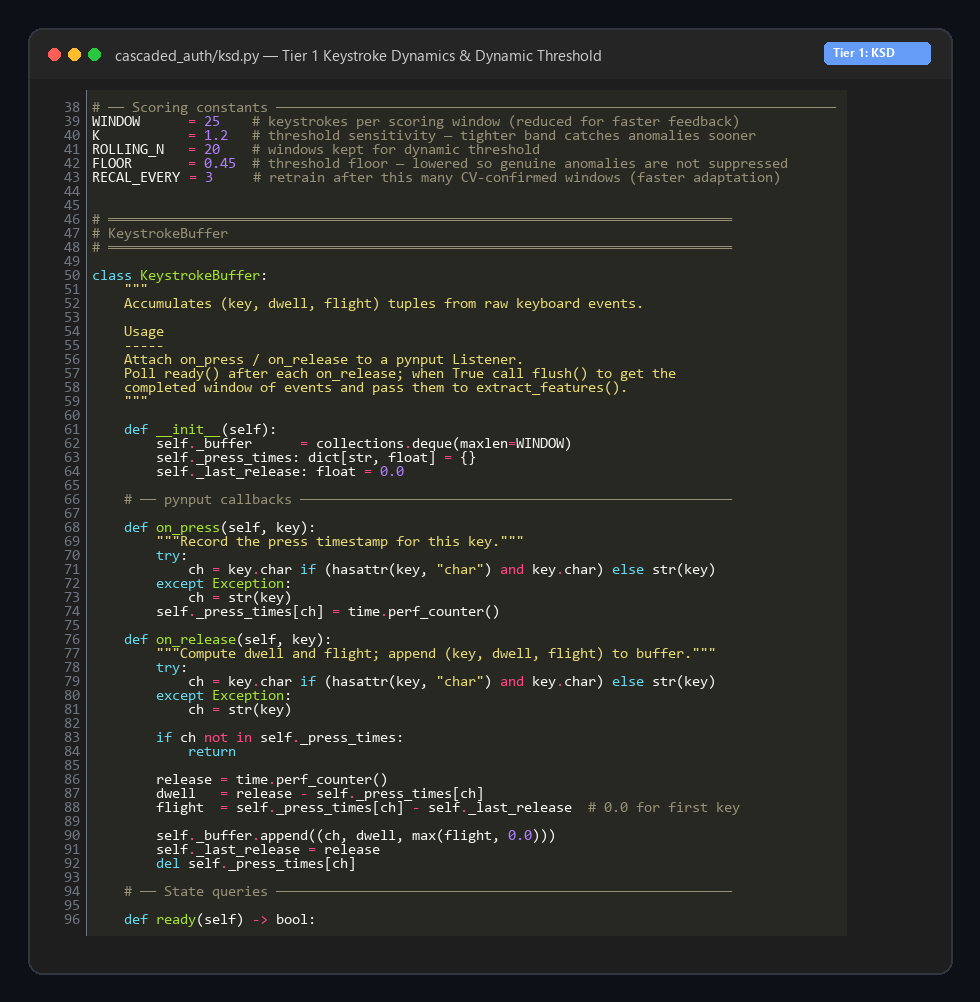 cascaded_auth/ksd.py — Tier 1 Keystroke Dynamics & Dynamic Threshold
Tier 1: KSD
38 # ── Scoring constants ──────────────────────────────────────────────────────────────────────
39 WINDOW      = 25    # keystrokes per scoring window (reduced for faster feedback)
40 K           = 1.2   # threshold sensitivity — tighter band catches anomalies sooner
41 ROLLING_N   = 20    # windows kept for dynamic threshold
42 FLOOR       = 0.45  # threshold floor — lowered so genuine anomalies are not suppressed
43 RECAL_EVERY = 3     # retrain after this many CV-confirmed windows (faster adaptation)
44
45
46 # ══════════════════════════════════════════════════════════════════════════════
47 # KeystrokeBuffer
48 # ══════════════════════════════════════════════════════════════════════════════
49
50 class KeystrokeBuffer:
51     """
52     Accumulates (key, dwell, flight) tuples from raw keyboard events.
53
54     Usage
55     -----
56     Attach on_press / on_release to a pynput Listener.
57     Poll ready() after each on_release; when True call flush() to get the
58     completed window of events and pass them to extract_features().
59     """
60
61     def __init__(self):
62         self._buffer      = collections.deque(maxlen=WINDOW)
63         self._press_times: dict[str, float] = {}
64         self._last_release: float = 0.0
65
66     # ── pynput callbacks ──────────────────────────────────────────────────────
67
68     def on_press(self, key):
69         """Record the press timestamp for this key."""
70         try:
71             ch = key.char if (hasattr(key, "char") and key.char) else str(key)
72         except Exception:
73             ch = str(key)
74         self._press_times[ch] = time.perf_counter()
75
76     def on_release(self, key):
77         """Compute dwell and flight; append (key, dwell, flight) to buffer."""
78         try:
79             ch = key.char if (hasattr(key, "char") and key.char) else str(key)
80         except Exception:
81             ch = str(key)
82
83         if ch not in self._press_times:
84             return
85
86         release = time.perf_counter()
87         dwell   = release - self._press_times[ch]
88         flight  = self._press_times[ch] - self._last_release  # 0.0 for first key
89
90         self._buffer.append((ch, dwell, max(flight, 0.0)))
91         self._last_release = release
92         del self._press_times[ch]
93
94     # ── State queries ─────────────────────────────────────────────────────────
95
96     def ready(self) -> bool: